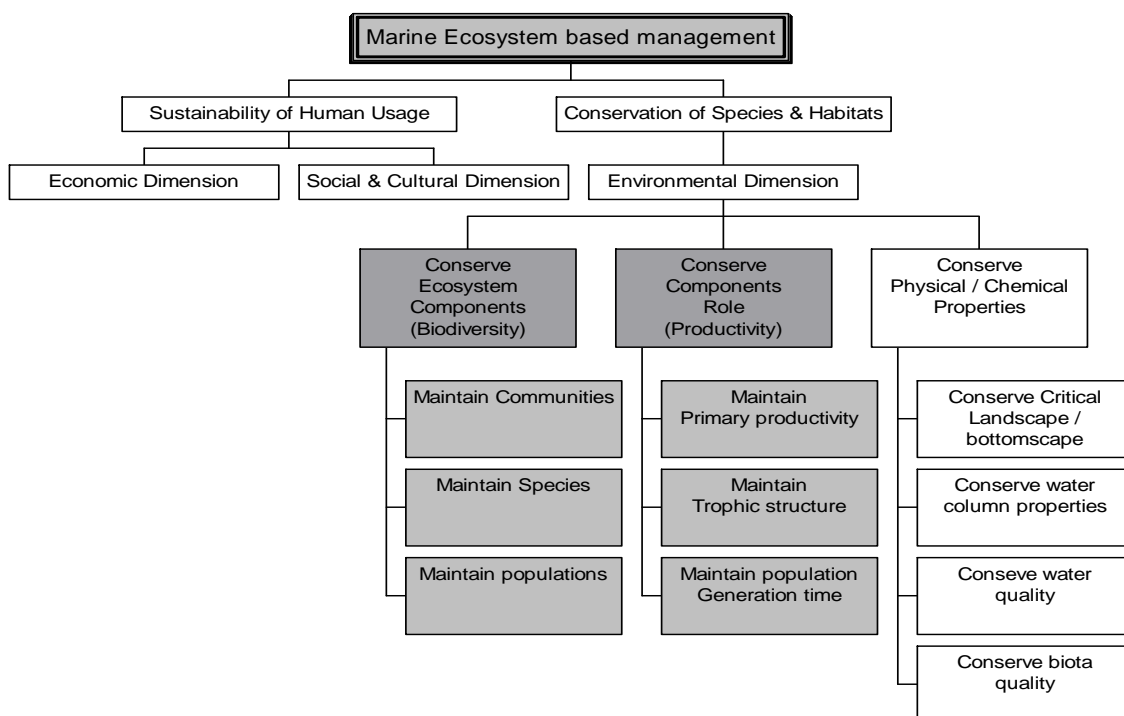 Marine Ecosystem based management
Sustainability of Human Usage
Conservation of Species & Habitats
Economic Dimension
Social & Cultural Dimension
Environmental Dimension
Conserve
Ecosystem
Components
(Biodiversity)
Conserve
Components
Role
(Productivity)
Conserve
Physical / Chemical
Properties
Maintain Communities
Maintain Species
Maintain populations
Maintain
Primary productivity
Maintain
Trophic structure
Maintain population
Generation time
Conserve Critical
Landscape /
bottomscape
Conserve water
column properties
Conseve water
quality
Conserve biota
quality